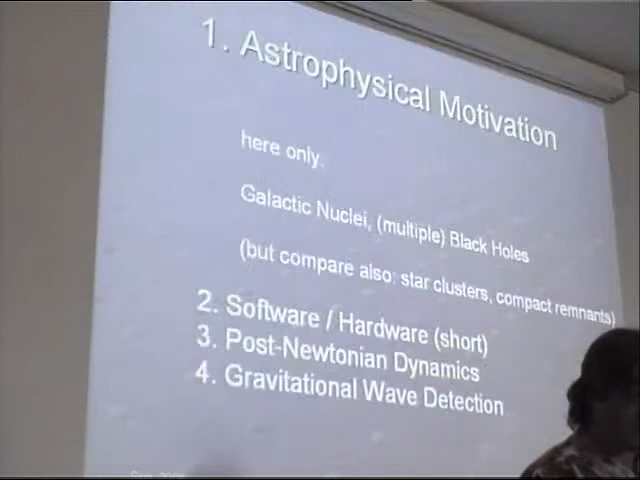 1. Astrophysical Motivation
here only.
Galactic Nuclei, (multiple) Black Holes
(but compare also: star clusters, compact remnants)
2. Software / Hardware (short)
3. Post-Newtonian Dynamics
4. Gravitational Wave Detection